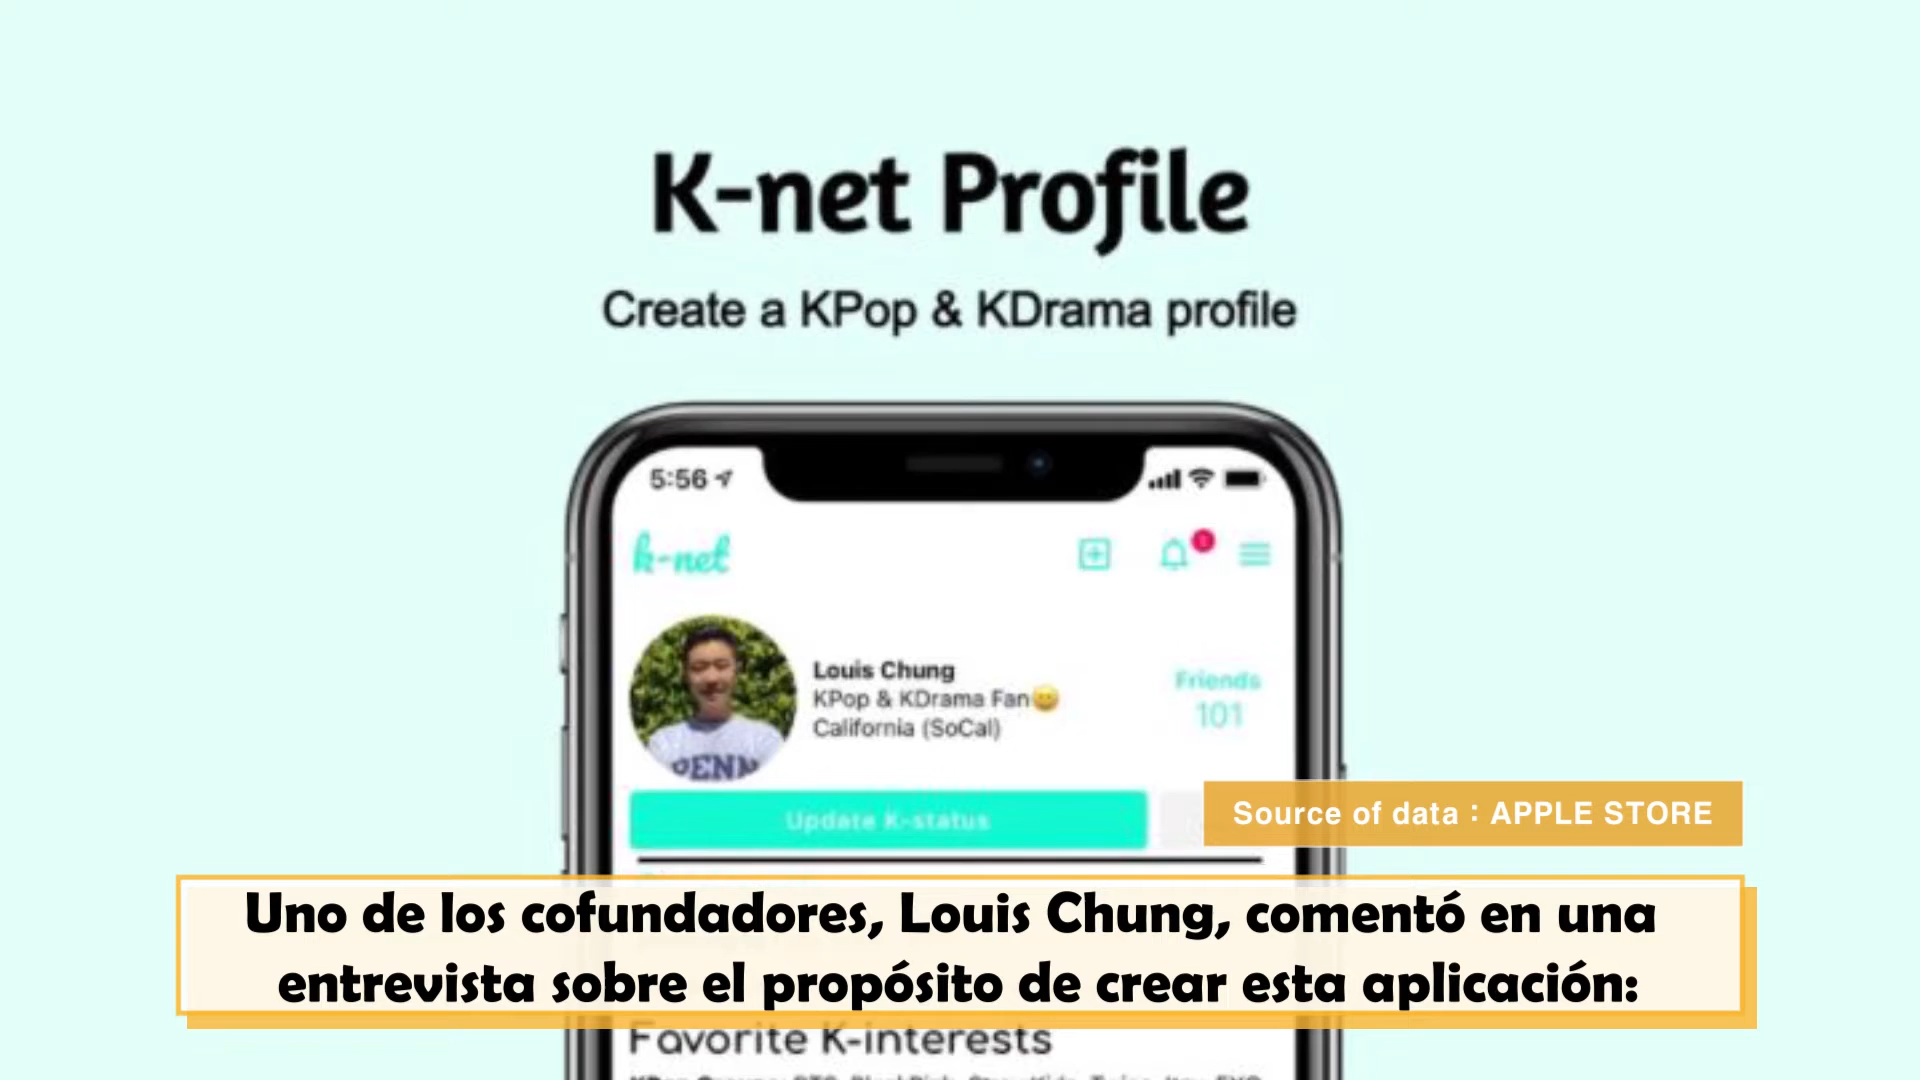 K-net Profile
Create a KPop & KDrama profile
5:56
k-net
Louis Chung
KPop & KDrama Fan😀
California (SoCal)
Friends
101
PENN
Update K-status
Source of data：APPLE STORE
Uno de los cofundadores, Louis Chung, comentó en una
entrevista sobre el propósito de crear esta aplicación:
Favorite K-interests